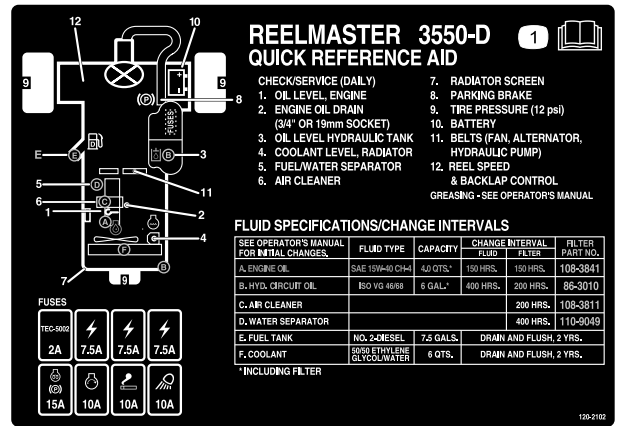 REELMASTER 3550-D 1
QUICK REFERENCE AID
CHECK/SERVICE (DAILY)
1. OIL LEVEL, ENGINE
2. ENGINE OIL DRAIN
(3/4" OR 19mm SOCKET)
3. OIL LEVEL HYDRAULIC TANK
4. COOLANT LEVEL, RADIATOR
5. FUEL/WATER SEPARATOR
6. AIR CLEANER
7. RADIATOR SCREEN
8. PARKING BRAKE
9. TIRE PRESSURE (12 psi)
10. BATTERY
11. BELTS (FAN, ALTERNATOR,
HYDRAULIC PUMP)
12. REEL SPEED
& BACKLAP CONTROL
GREASING - SEE OPERATOR'S MANUAL
12
10
9
9
(P)
8
FUSES
E
E
B
3
5
D
11
6
C
1
2
A
4
F
7
B
9
FLUID SPECIFICATIONS/CHANGE INTERVALS
SEE OPERATOR'S MANUAL FOR INITIAL CHANGES. FLUID TYPE CAPACITY CHANGE INTERVAL FLUID FILTER FILTER PART NO.
A. ENGINE OIL SAE 15W-40 CH-4 4.0 QTS.* 150 HRS. 150 HRS. 108-3841
B. HYD. CIRCUIT OIL ISO VG 46/68 6 GAL.* 400 HRS. 200 HRS. 86-3010
C. AIR CLEANER 200 HRS. 108-3811
D. WATER SEPARATOR 400 HRS. 110-9049
E. FUEL TANK NO. 2-DIESEL 7.5 GALS. DRAIN AND FLUSH, 2 YRS.
F. COOLANT 50/50 ETHYLENE GLYCOL/WATER 6 QTS. DRAIN AND FLUSH, 2 YRS.
*INCLUDING FILTER
FUSES
TEC-5002
2A 7.5A 7.5A 7.5A
(P)
15A 10A 10A 10A
120-2102